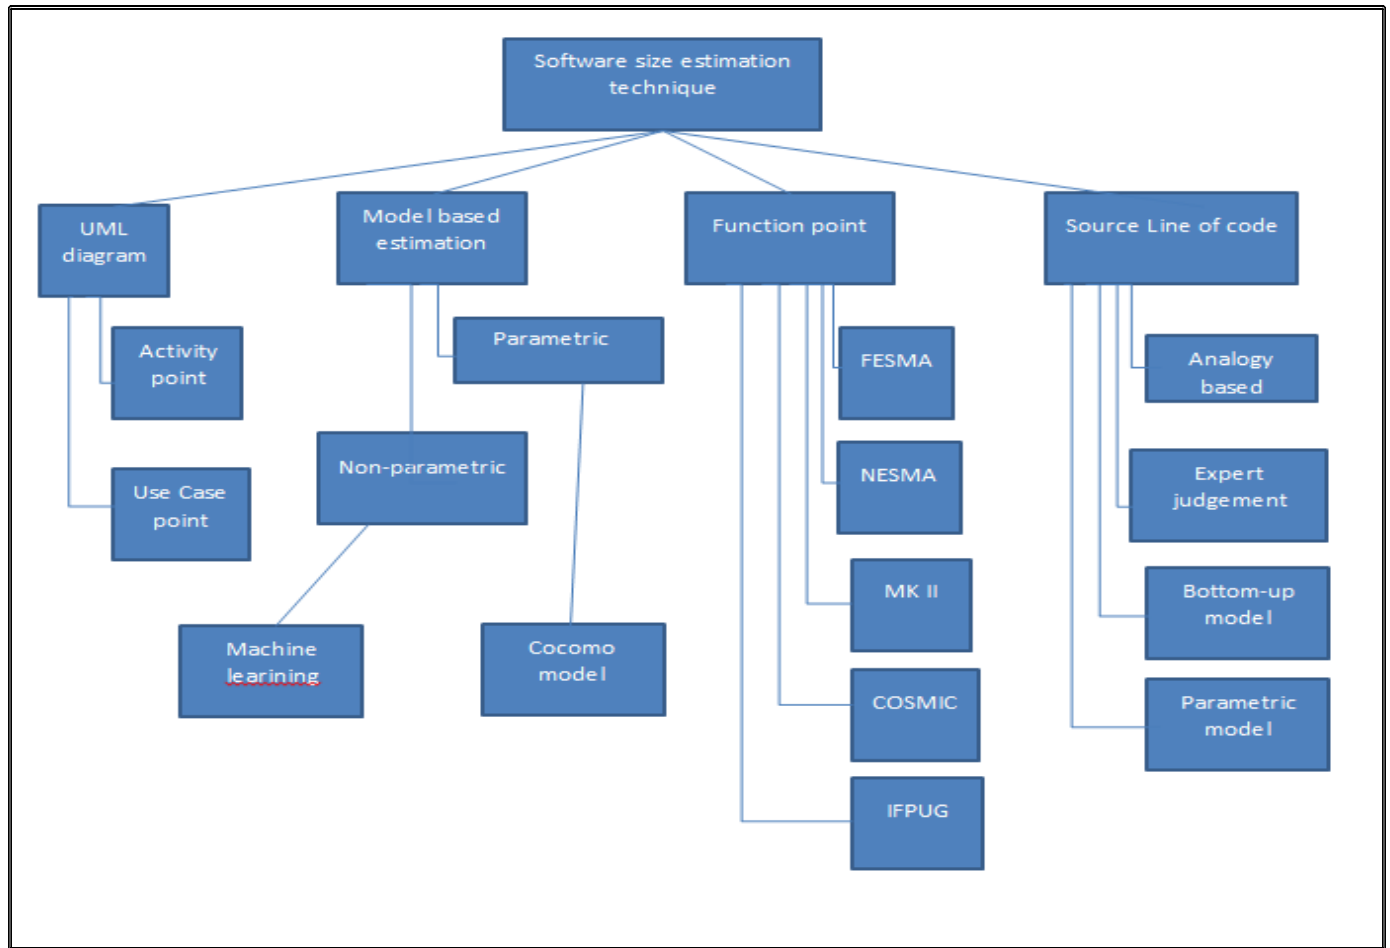 Software size estimation
technique
UML
diagram
Model based
estimation
Function point
Source Line of code
Activity
point
Parametric
FESMA
Analogy
based
Non-parametric
NESMA
Expert
judgement
Use Case
point
MK II
Bottom-up
model
Machine
learining
Cocomo
model
COSMIC
Parametric
model
IFPUG